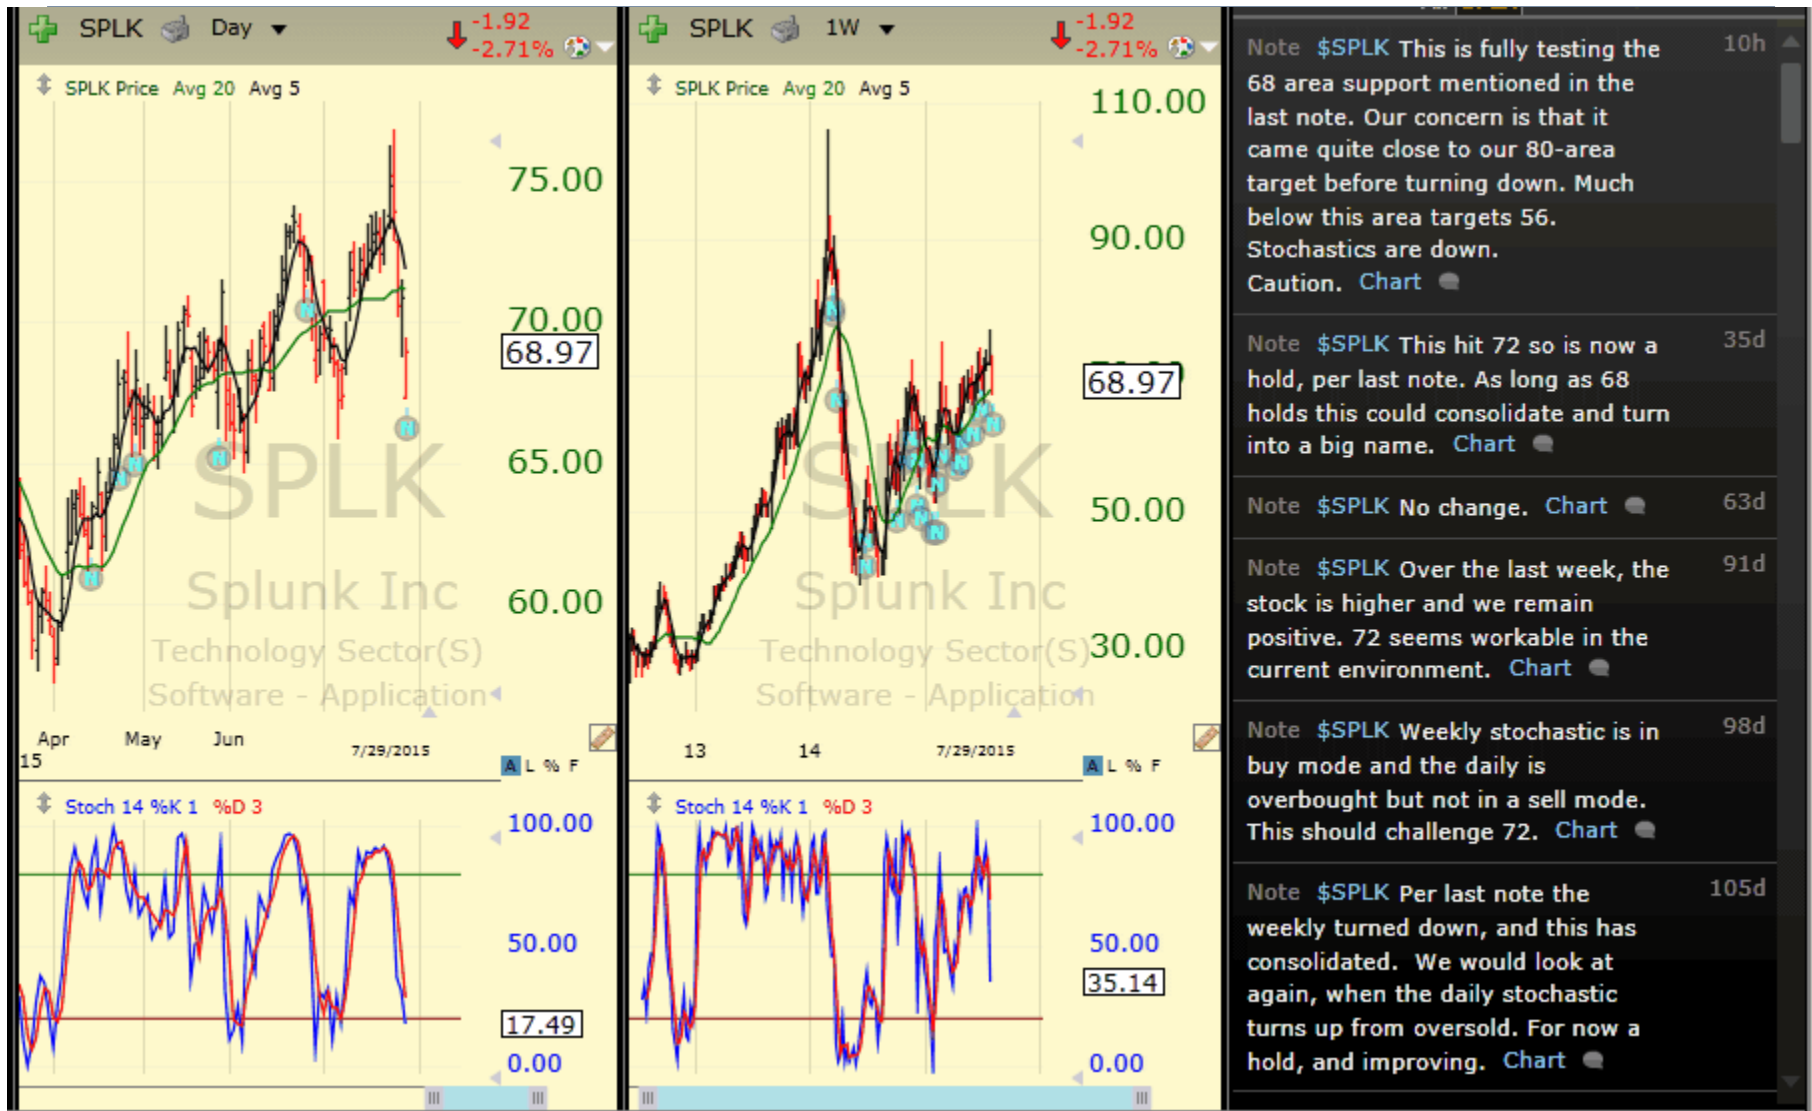 SPLK Day
-1.92
-2.71%
SPLK Price Avg 20 Avg 5
75.00
70.00
68.97
65.00
60.00
SPLK
Splunk Inc
Technology Sector(S)
Software - Application
Apr May Jun 7/29/2015
15
A L % F
Stoch 14 %K 1 %D 3
100.00
50.00
17.49
0.00
SPLK 1W
-1.92
-2.71%
SPLK Price Avg 20 Avg 5
110.00
90.00
68.97
50.00
30.00
SPLK
Splunk Inc
Technology Sector(S)
Software - Application
13 14 7/29/2015
A L % F
Stoch 14 %K 1 %D 3
100.00
50.00
35.14
0.00
Note $SPLK This is fully testing the 10h
68 area support mentioned in the
last note. Our concern is that it
came quite close to our 80-area
target before turning down. Much
below this area targets 56.
Stochastics are down.
Caution. Chart
Note $SPLK This hit 72 so is now a 35d
hold, per last note. As long as 68
holds this could consolidate and turn
into a big name. Chart
Note $SPLK No change. Chart 63d
Note $SPLK Over the last week, the 91d
stock is higher and we remain
positive. 72 seems workable in the
current environment. Chart
Note $SPLK Weekly stochastic is in 98d
buy mode and the daily is
overbought but not in a sell mode.
This should challenge 72. Chart
Note $SPLK Per last note the 105d
weekly turned down, and this has
consolidated. We would look at
again, when the daily stochastic
turns up from oversold. For now a
hold, and improving. Chart